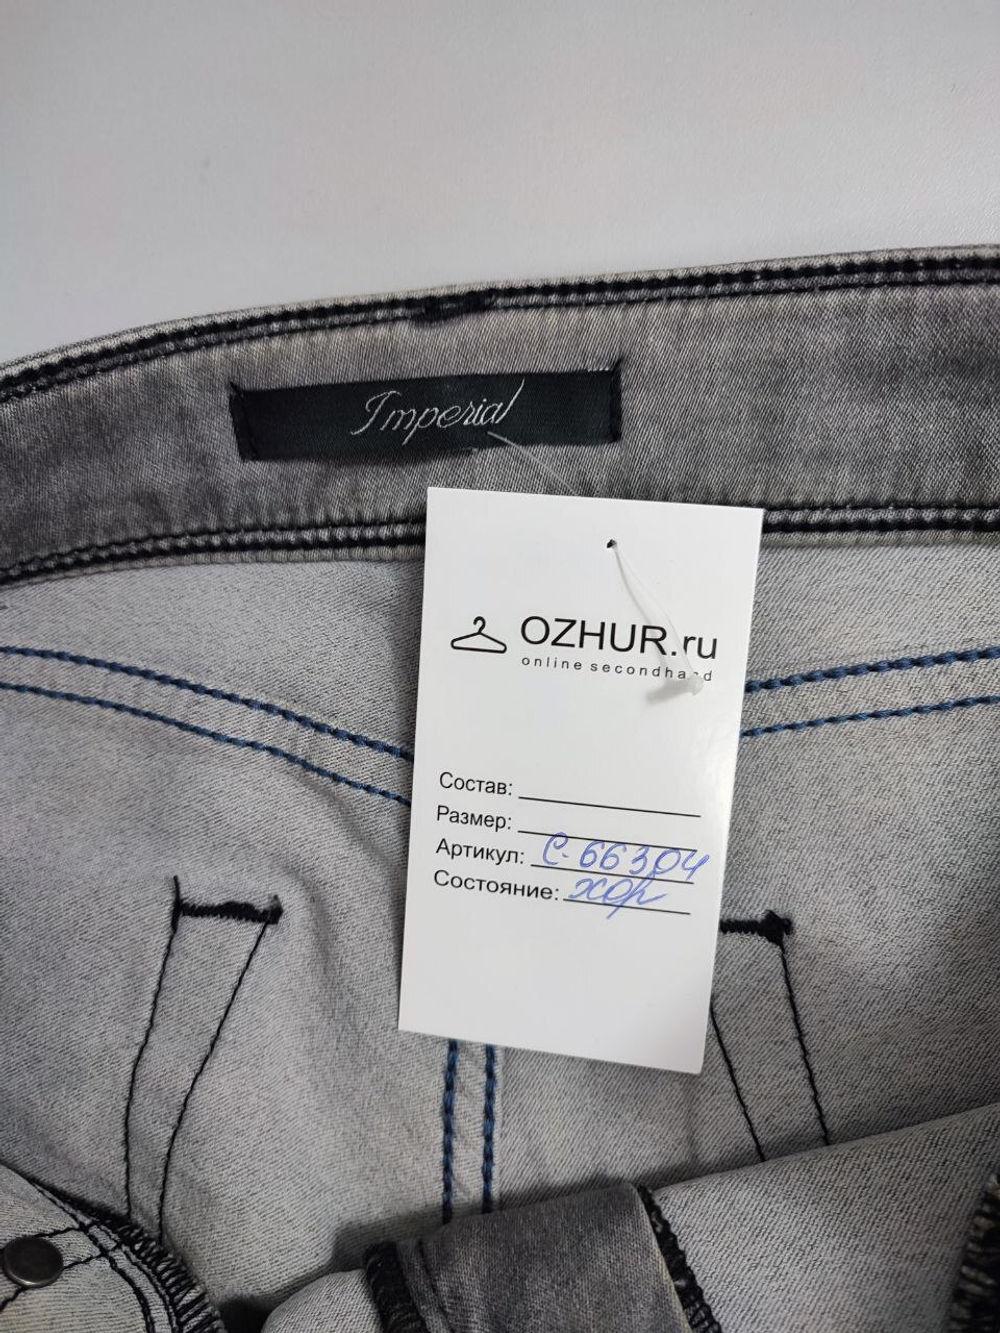 Imperial
OZHUR.ru
online secondhand
Состав:
Размер:
Артикул: С-66304
Состояние: хор